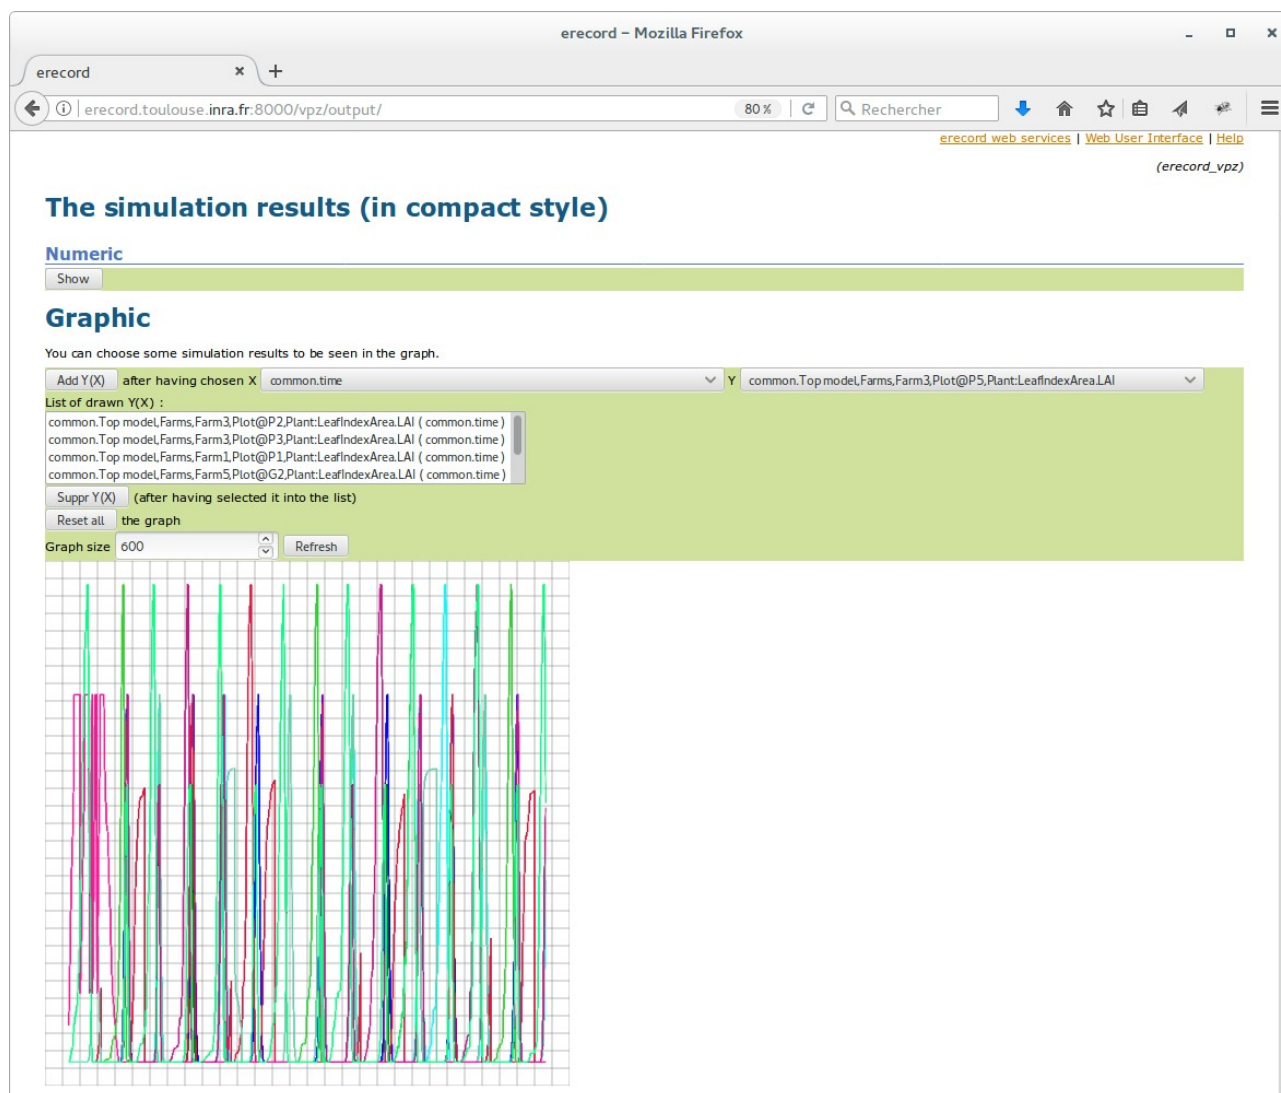 erecord – Mozilla Firefox
erecord
erecord.toulouse.inra.fr:8000/vpz/output/
80 %
Rechercher
erecord web services | Web User Interface | Help
(erecord_vpz)
The simulation results (in compact style)
Numeric
Show
Graphic
You can choose some simulation results to be seen in the graph.
Add Y(X) after having chosen X common.time Y common.Top model,Farms,Farm3,Plot@P5,Plant:LeafIndexArea.LAI
List of drawn Y(X) :
common.Top model,Farms,Farm3,Plot@P2,Plant:LeafIndexArea.LAI ( common.time )
common.Top model,Farms,Farm3,Plot@P3,Plant:LeafIndexArea.LAI ( common.time )
common.Top model,Farms,Farm1,Plot@P1,Plant:LeafIndexArea.LAI ( common.time )
common.Top model,Farms,Farm5,Plot@G2,Plant:LeafIndexArea.LAI ( common.time )
Suppr Y(X) (after having selected it into the list)
Reset all the graph
Graph size 600 Refresh